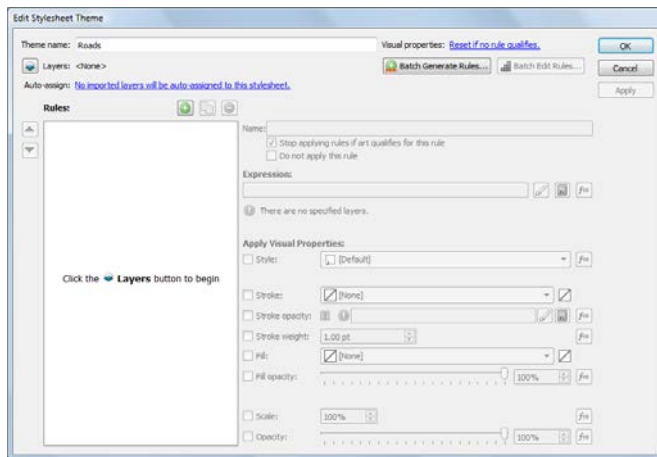 Edit Stylesheet Theme
Theme name: Roads Visual properties: Reset if no rule qualifies. OK
Layers: <None> Batch Generate Rules... Batch Edit Rules... Cancel
Auto-assign: No imported layers will be auto-assigned to this stylesheet. Apply
Rules:
Name:
Stop applying rules if art qualifies for this rule
Do not apply this rule
Expression:
There are no specified layers.
Apply Visual Properties:
Style: [Default]
Click the Layers button to begin
Stroke: [None]
Stroke opacity:
Stroke weight: 1.00 pt
Fill: [None]
Fill opacity: 100%
Scale: 100%
Opacity: 100%